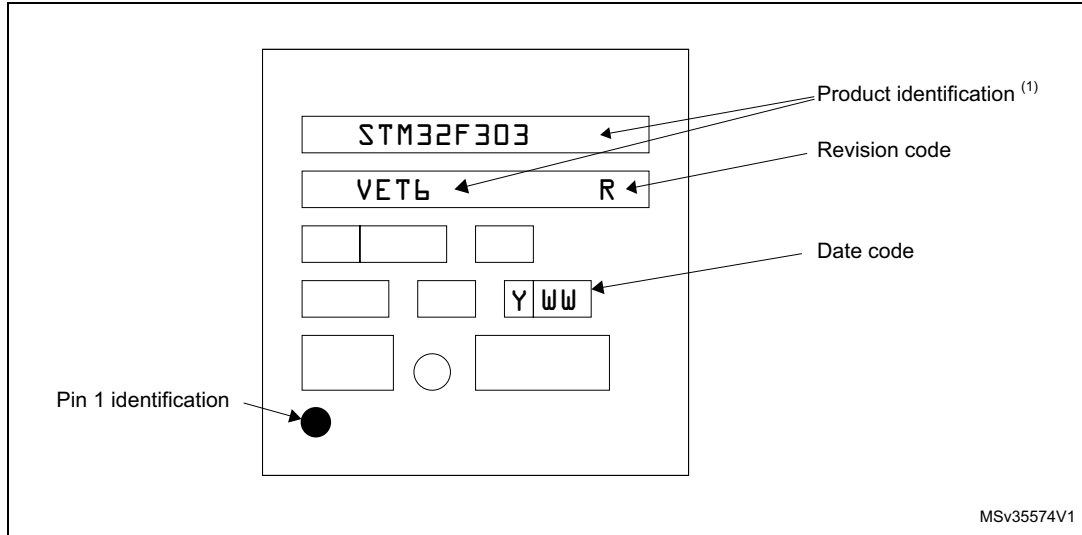 Product identification (1)
STM32F303
Revision code
VET6 R
Date code
Y WW
Pin 1 identification
MSv35574V1